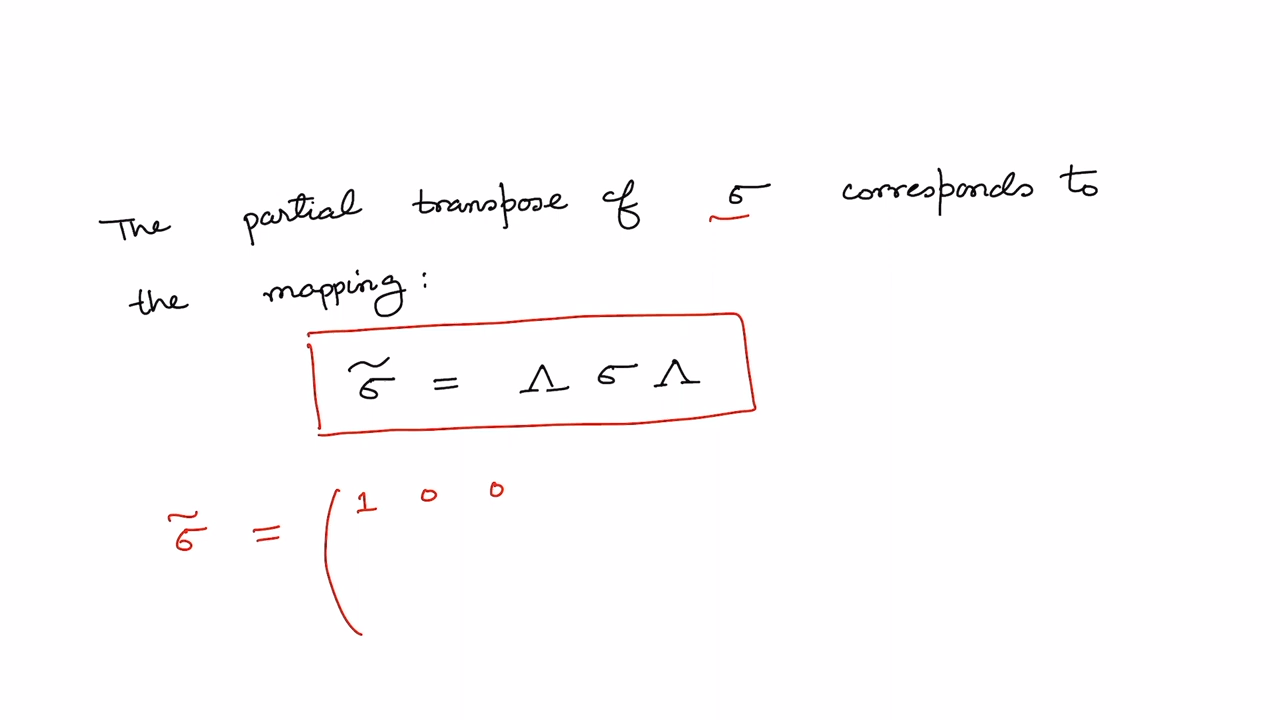 The partial transpose of σ corresponds to
the mapping:
σ̃ = Λ σ Λ
σ̃ = ( 1 0 0